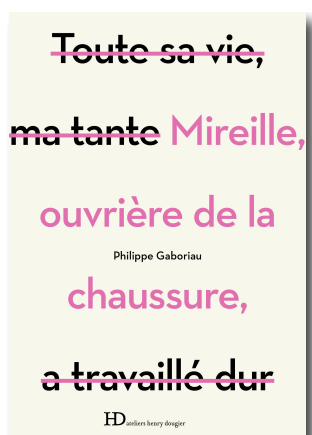 Toute sa vie,
ma tante Mireille,
ouvrière de la
Philippe Gaboriau
chaussure,
a travaillé dur
HD ateliers henry dougier